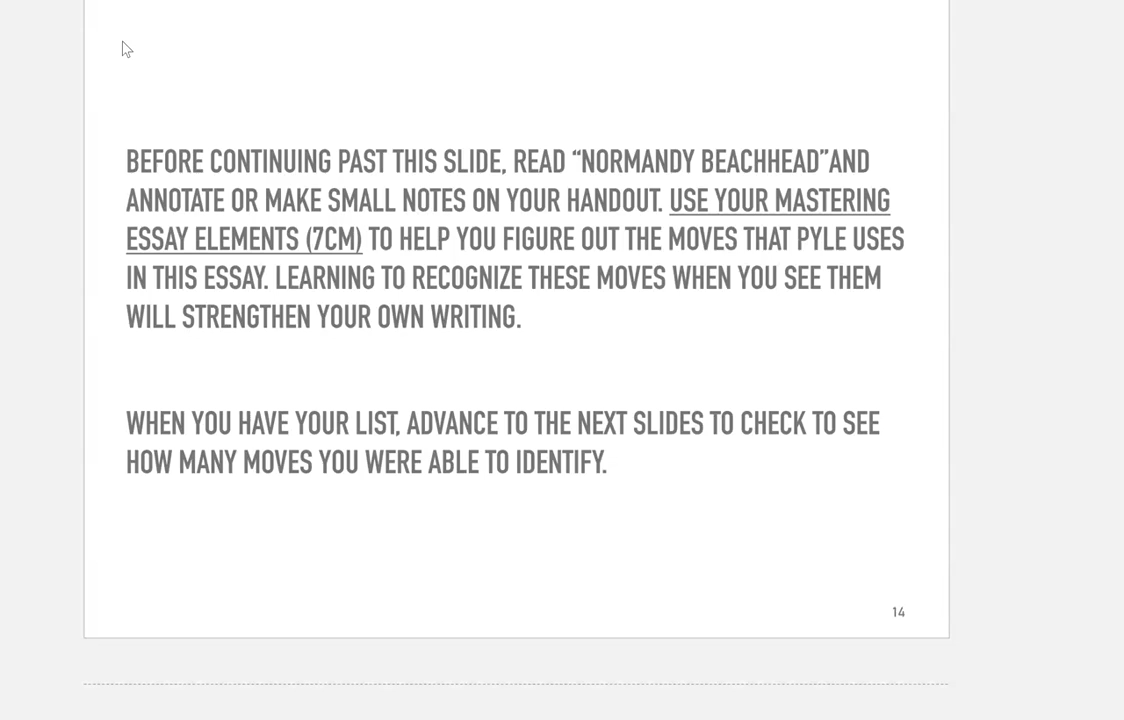 BEFORE CONTINUING PAST THIS SLIDE, READ “NORMANDY BEACHHEAD”AND
ANNOTATE OR MAKE SMALL NOTES ON YOUR HANDOUT. USE YOUR MASTERING
ESSAY ELEMENTS (7CM) TO HELP YOU FIGURE OUT THE MOVES THAT PYLE USES
IN THIS ESSAY. LEARNING TO RECOGNIZE THESE MOVES WHEN YOU SEE THEM
WILL STRENGTHEN YOUR OWN WRITING.
WHEN YOU HAVE YOUR LIST, ADVANCE TO THE NEXT SLIDES TO CHECK TO SEE
HOW MANY MOVES YOU WERE ABLE TO IDENTIFY.
14